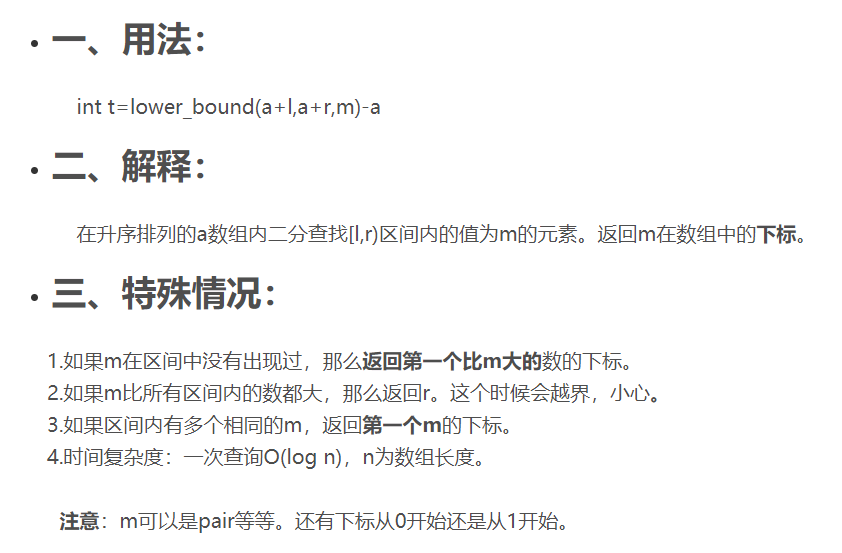 一、用法：
int t=lower_bound(a+l,a+r,m)-a
二、解释：
在升序排列的a数组内二分查找[l,r)区间内的值为m的元素。返回m在数组中的下标。
三、特殊情况：
1.如果m在区间中没有出现过，那么返回第一个比m大的数的下标。
2.如果m比所有区间内的数都大，那么返回r。这个时候会越界，小心。
3.如果区间内有多个相同的m，返回第一个m的下标。
4.时间复杂度：一次查询O(log n)，n为数组长度。
注意：m可以是pair等等。还有下标从0开始还是从1开始。